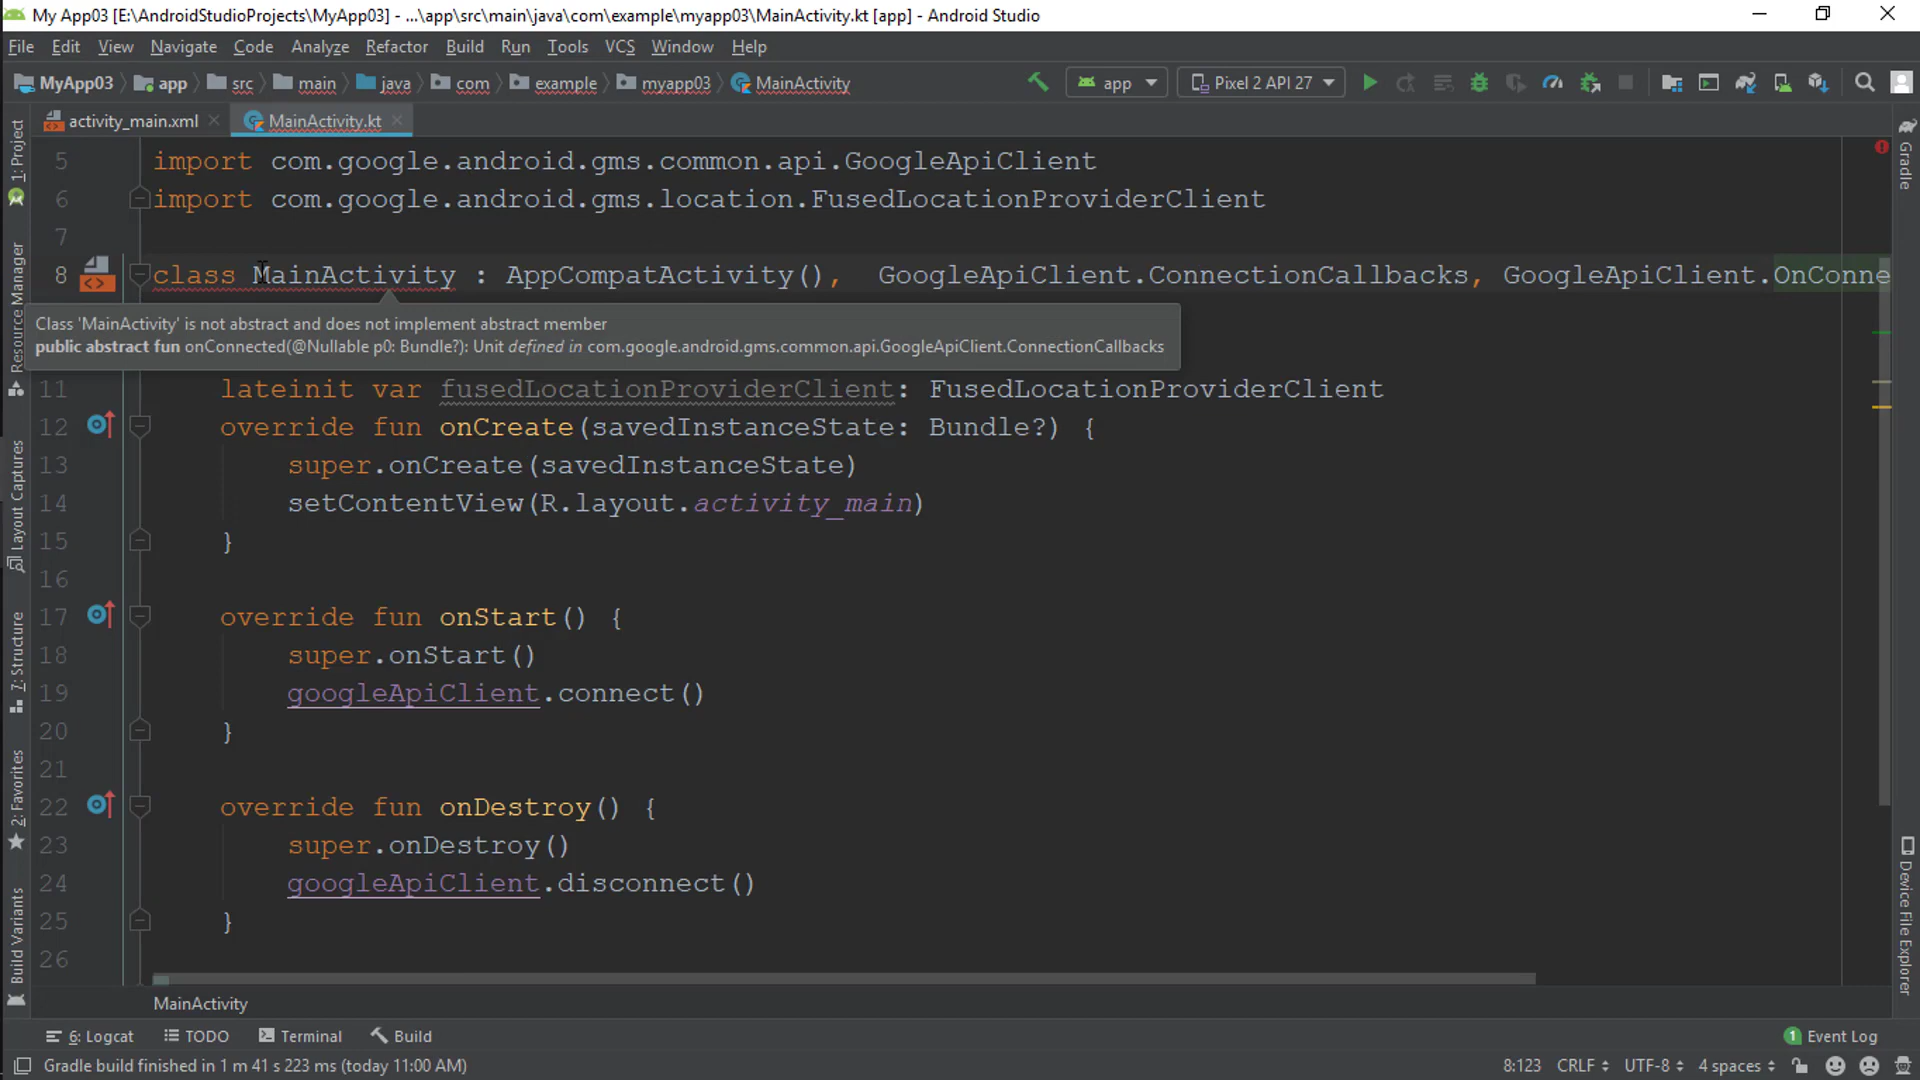 My App03 [E:\AndroidStudioProjects\MyApp03] - ...\app\src\main\java\com\example\myapp03\MainActivity.kt [app] - Android Studio
File Edit View Navigate Code Analyze Refactor Build Run Tools VCS Window Help
MyApp03 app src main java com example myapp03 MainActivity app Pixel 2 API 27
activity_main.xml MainActivity.kt
1: Project
Resource Manager
Layout Captures
7: Structure
2: Favorites
Build Variants
5 import com.google.android.gms.common.api.GoogleApiClient
6 import com.google.android.gms.location.FusedLocationProviderClient
7
8 class MainActivity : AppCompatActivity(), GoogleApiClient.ConnectionCallbacks, GoogleApiClient.OnConne
Class 'MainActivity' is not abstract and does not implement abstract member
public abstract fun onConnected(@Nullable p0: Bundle?): Unit defined in com.google.android.gms.common.api.GoogleApiClient.ConnectionCallbacks
11 lateinit var fusedLocationProviderClient: FusedLocationProviderClient
12 override fun onCreate(savedInstanceState: Bundle?) {
13 super.onCreate(savedInstanceState)
14 setContentView(R.layout.activity_main)
15 }
16
17 override fun onStart() {
18 super.onStart()
19 googleApiClient.connect()
20 }
21
22 override fun onDestroy() {
23 super.onDestroy()
24 googleApiClient.disconnect()
25 }
26
Gradle
Device File Explorer
MainActivity
6: Logcat TODO Terminal Build 1 Event Log
Gradle build finished in 1 m 41 s 223 ms (today 11:00 AM) 8:123 CRLF UTF-8 4 spaces